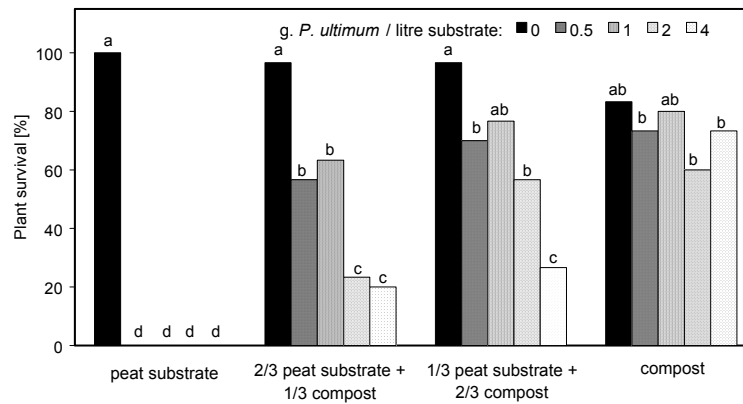 g. P. ultimum / litre substrate: 0 0.5 1 2 4
Plant survival [%]
100
80
60
40
20
0
a
d d d d
a
b
b
c
c
a
b
ab
b
c
ab
b
ab
b
b
peat substrate
2/3 peat substrate +
1/3 compost
1/3 peat substrate +
2/3 compost
compost